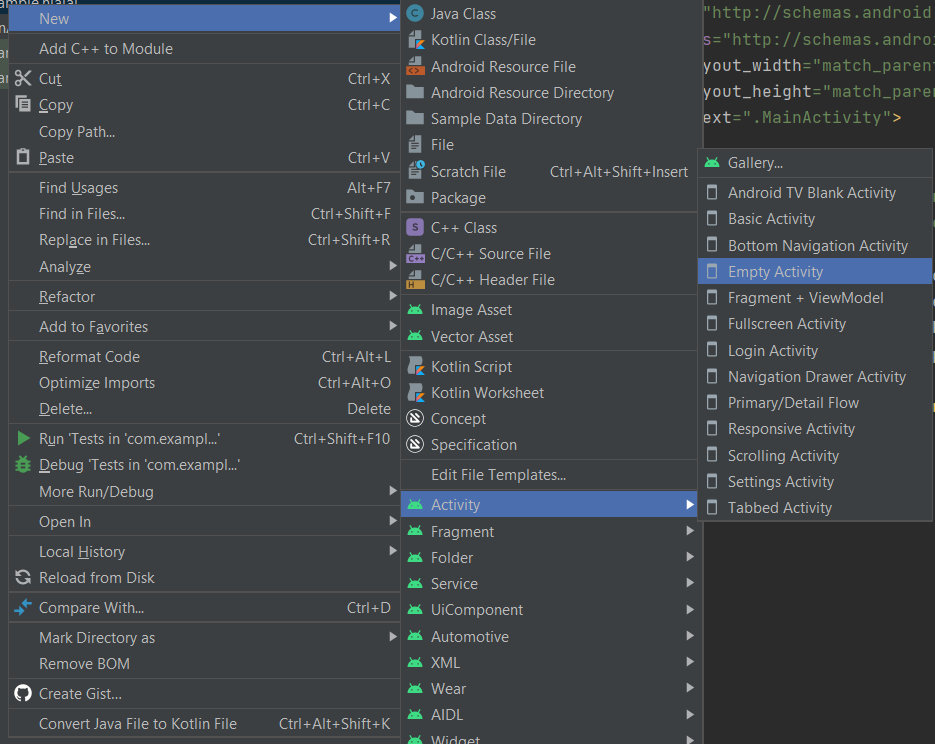 New
Add C++ to Module
Cut Ctrl+X
Copy Ctrl+C
Copy Path...
Paste Ctrl+V
Find Usages Alt+F7
Find in Files... Ctrl+Shift+F
Replace in Files... Ctrl+Shift+R
Analyze
Refactor
Add to Favorites
Reformat Code Ctrl+Alt+L
Optimize Imports Ctrl+Alt+O
Delete... Delete
Run 'Tests in 'com.exampl...' Ctrl+Shift+F10
Debug 'Tests in 'com.exampl...'
More Run/Debug
Open In
Local History
Reload from Disk
Compare With... Ctrl+D
Mark Directory as
Remove BOM
Create Gist...
Convert Java File to Kotlin File Ctrl+Alt+Shift+K
Java Class
Kotlin Class/File
Android Resource File
Android Resource Directory
Sample Data Directory
File
Scratch File Ctrl+Alt+Shift+Insert
Package
C++ Class
C/C++ Source File
C/C++ Header File
Image Asset
Vector Asset
Kotlin Script
Kotlin Worksheet
Concept
Specification
Edit File Templates...
Activity
Fragment
Folder
Service
UiComponent
Automotive
XML
Wear
AIDL
Widget
"http://schemas.android
s="http://schemas.androi
yout_width="match_paren
yout_height="match_pare
ext=".MainActivity">
Gallery...
Android TV Blank Activity
Basic Activity
Bottom Navigation Activity
Empty Activity
Fragment + ViewModel
Fullscreen Activity
Login Activity
Navigation Drawer Activity
Primary/Detail Flow
Responsive Activity
Scrolling Activity
Settings Activity
Tabbed Activity